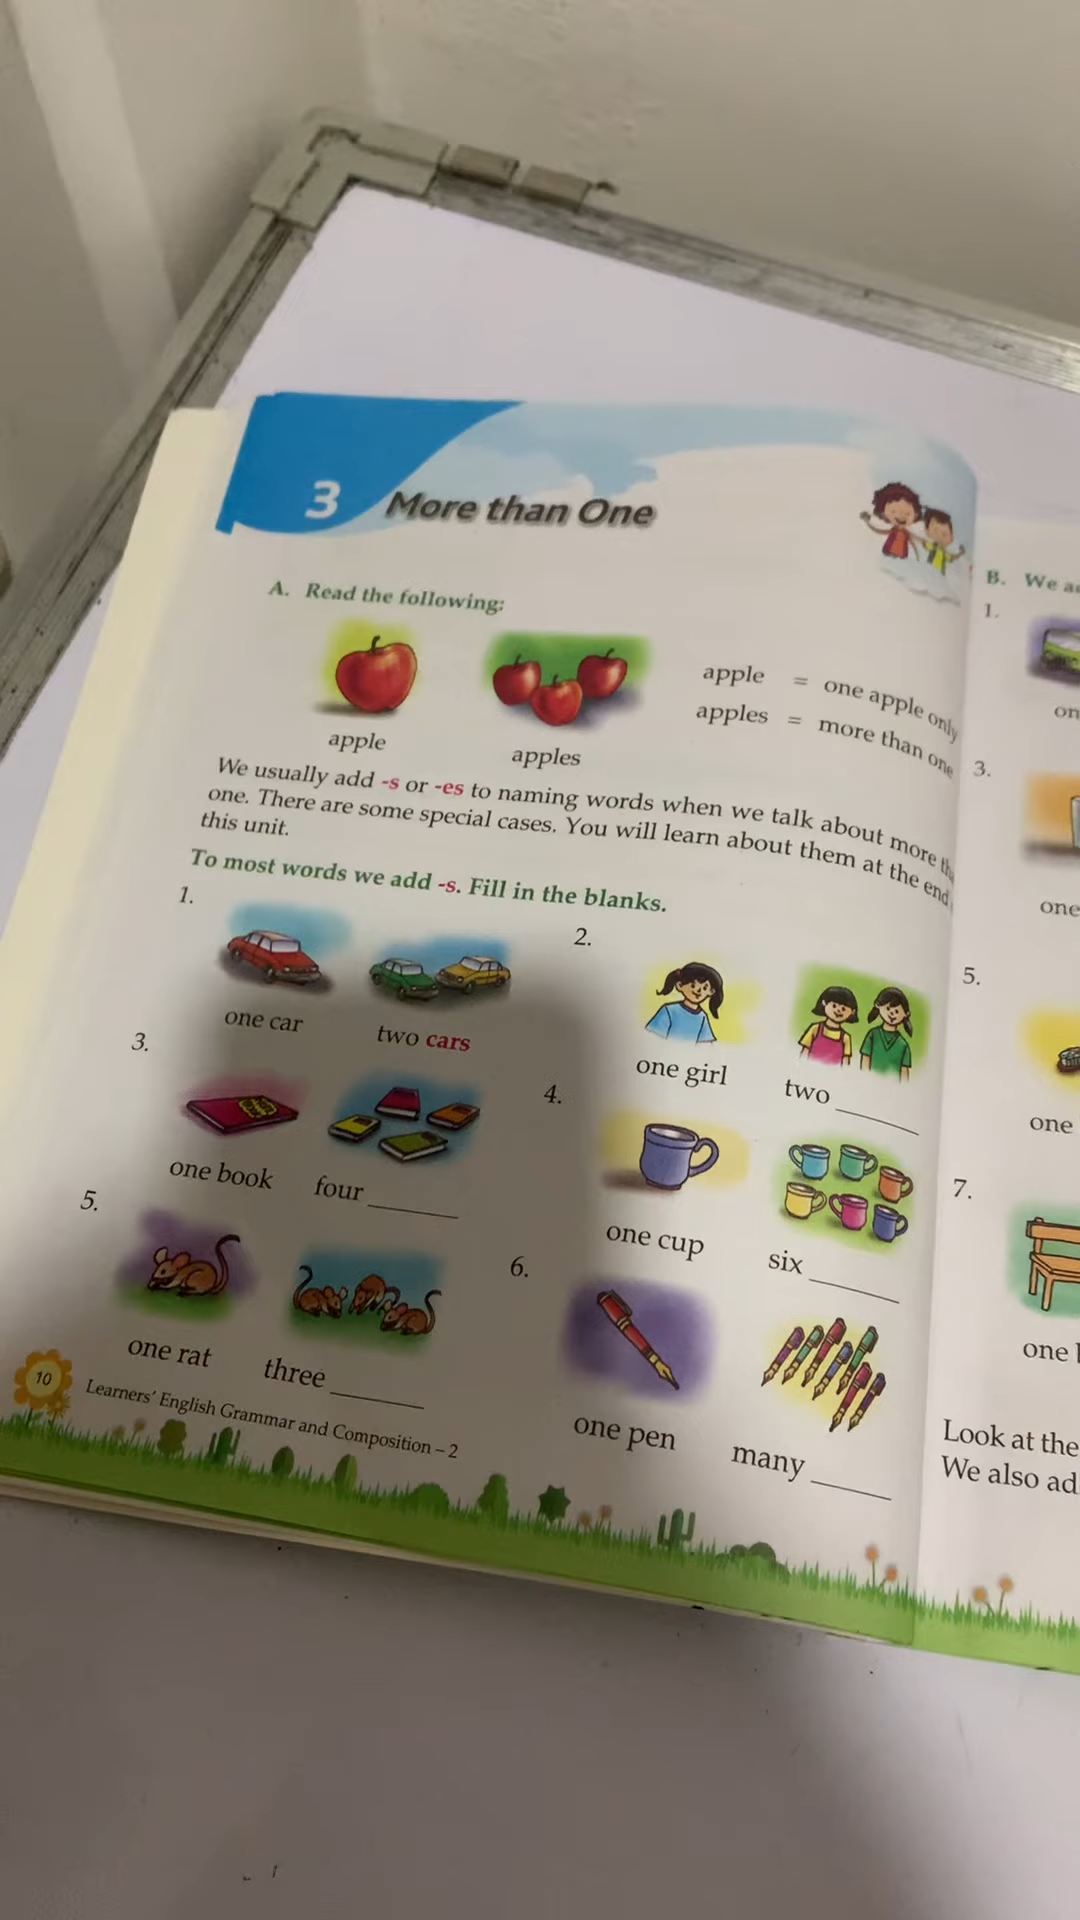 3 More than One
A. Read the following:
apple
apples
apple = one apple only
apples = more than one
We usually add -s or -es to naming words when we talk about more
one. There are some special cases. You will learn about them at the end
this unit.
To most words we add -s. Fill in the blanks.
1.
one car
two cars
2.
one girl
two ______
3.
one book
four ______
4.
one cup
six ______
5.
one rat
three ______
6.
one pen
many ______
10
Learners' English Grammar and Composition – 2
B. We
1.
3.
one
5.
one
7.
one
Look at the
We also